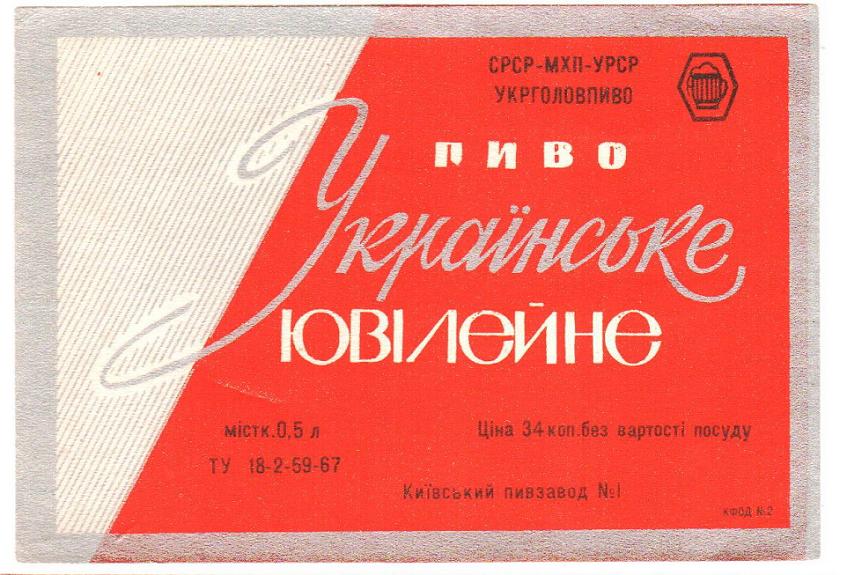 СРСР-МХП-УРСР
УКРГОЛОВПИВО
ПИВО
Українське
ЮВІЛЕЙНЕ
містк. 0,5 л
Ціна 34 коп. без вартості посуду
ТУ 18-2-59-67
Київський пивзавод №1
КФОД №2